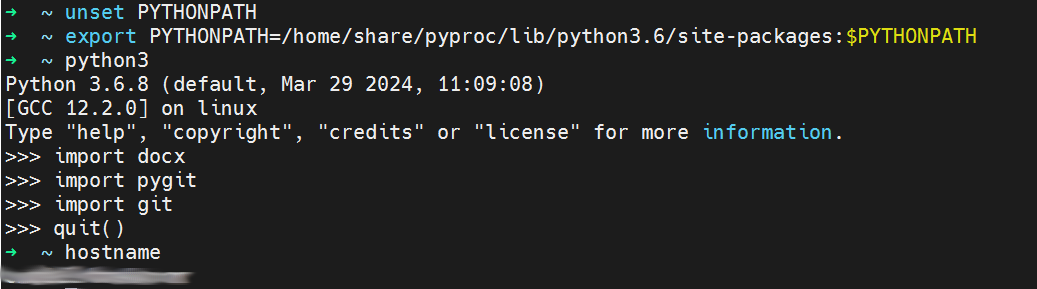 ➜ ~ unset PYTHONPATH
➜ ~ export PYTHONPATH=/home/share/pyproc/lib/python3.6/site-packages:$PYTHONPATH
➜ ~ python3
Python 3.6.8 (default, Mar 29 2024, 11:09:08)
[GCC 12.2.0] on linux
Type "help", "copyright", "credits" or "license" for more information.
>>> import docx
>>> import pygit
>>> import git
>>> quit()
➜ ~ hostname